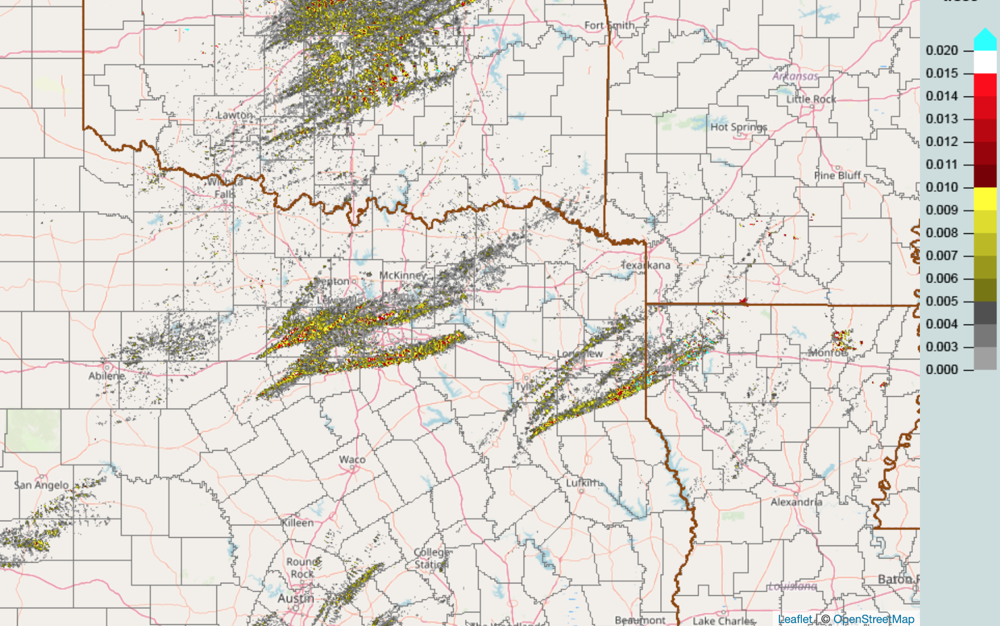 Fort Smith
Arkansas
Little Rock
Lawton
Hot Springs
Pine Bluff
Wichita
Falls
Texarkana
McKinney
Denton
Longview
Monroe
Abilene
Tyler
Waco
San Angelo
Lufkin
Alexandria
Killeen
College
Station
Round
Rock
Austin
Louisiana
Baton R
Beaumont
Lake Charles
The Woodlands
Leaflet | © OpenStreetMap
0.020
0.015
0.014
0.013
0.012
0.011
0.010
0.009
0.008
0.007
0.006
0.005
0.004
0.003
0.000